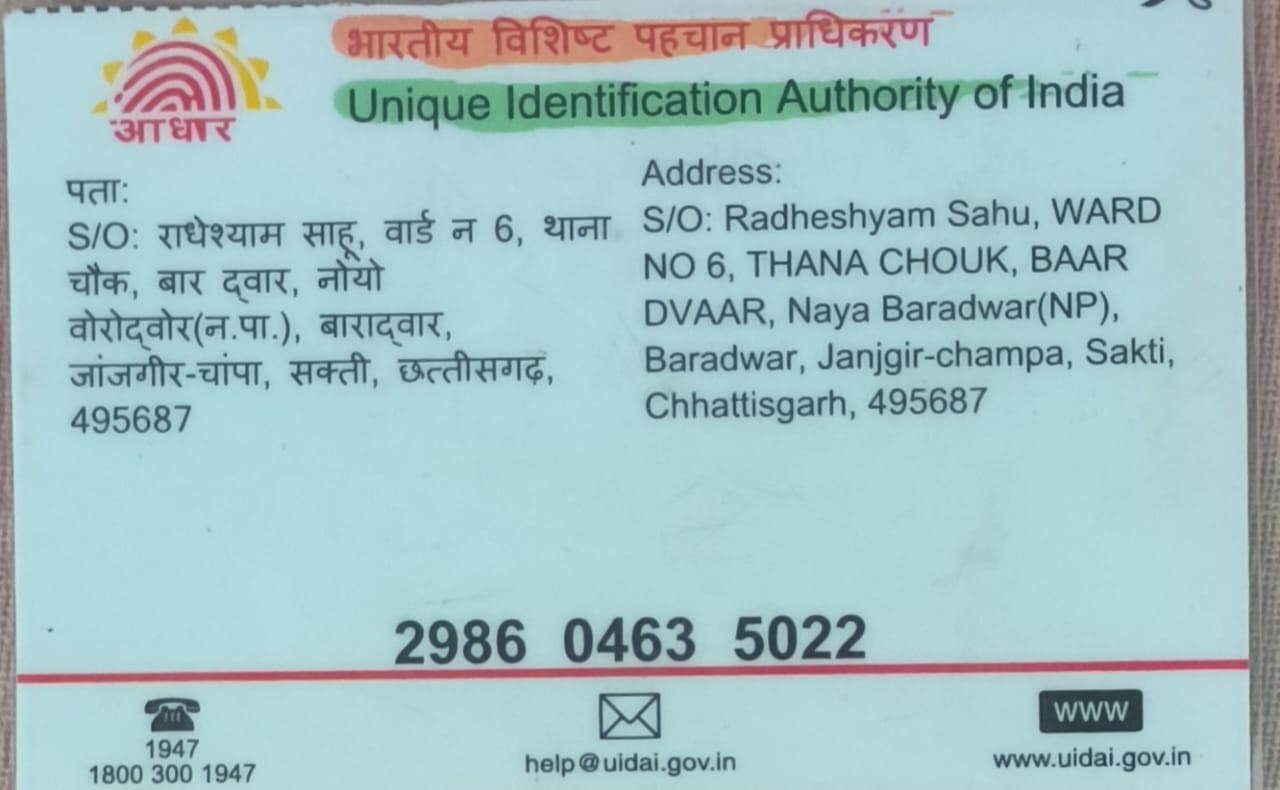 भारतीय विशिष्ट पहचान प्राधिकरण
Unique Identification Authority of India
आधार
पता:
S/O: राधेश्याम साहू, वार्ड न 6, थाना
चौक, बार द्वार, नोयो
वोरोद्वोर(न.पा.), बाराद्वार,
जांजगीर-चांपा, सक्ती, छत्तीसगढ़,
495687
Address:
S/O: Radheshyam Sahu, WARD
NO 6, THANA CHOUK, BAAR
DVAAR, Naya Baradwar(NP),
Baradwar, Janjgir-champa, Sakti,
Chhattisgarh, 495687
2986 0463 5022
1947
1800 300 1947
help@uidai.gov.in
www
www.uidai.gov.in